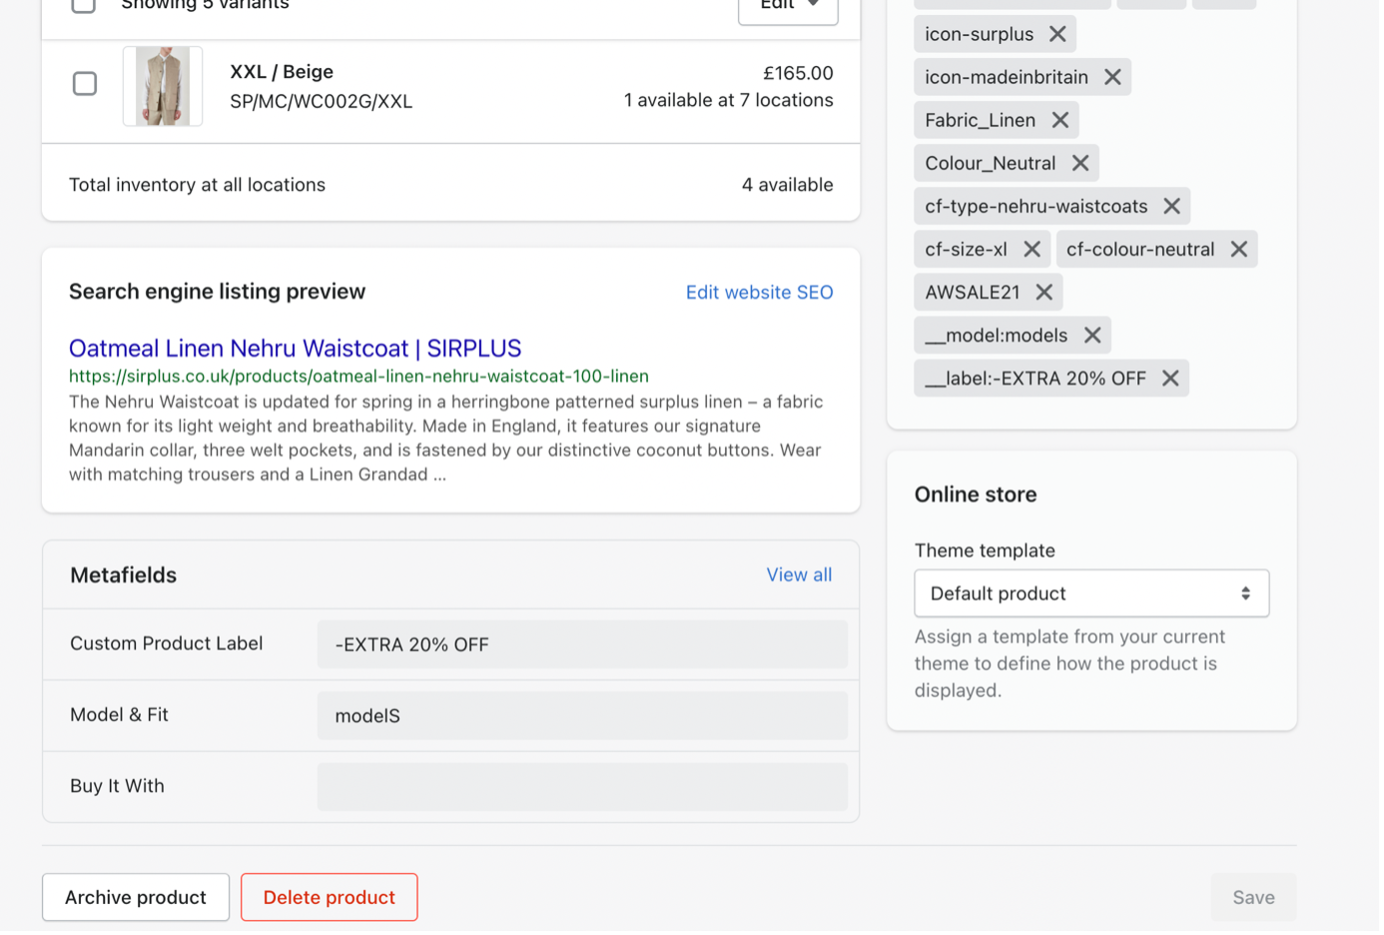 Showing 5 variants
Edit
XXL / Beige
SP/MC/WC002G/XXL
£165.00
1 available at 7 locations
Total inventory at all locations
4 available
Search engine listing preview
Edit website SEO
Oatmeal Linen Nehru Waistcoat | SIRPLUS
https://sirplus.co.uk/products/oatmeal-linen-nehru-waistcoat-100-linen
The Nehru Waistcoat is updated for spring in a herringbone patterned surplus linen – a fabric
known for its light weight and breathability. Made in England, it features our signature
Mandarin collar, three welt pockets, and is fastened by our distinctive coconut buttons. Wear
with matching trousers and a Linen Grandad ...
Metafields
View all
Custom Product Label
-EXTRA 20% OFF
Model & Fit
modelS
Buy It With
Archive product
Delete product
icon-surplus
icon-madeinbritain
Fabric_Linen
Colour_Neutral
cf-type-nehru-waistcoats
cf-size-xl
cf-colour-neutral
AWSALE21
__model:models
__label:-EXTRA 20% OFF
Online store
Theme template
Default product
Assign a template from your current
theme to define how the product is
displayed.
Save